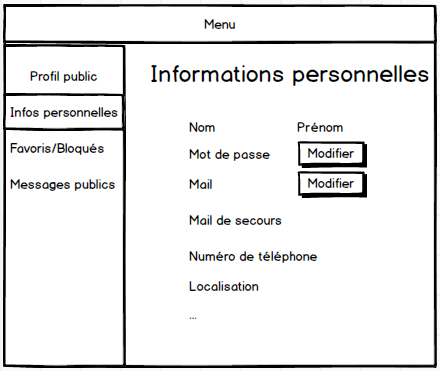 Menu
Profil public
Infos personnelles
Favoris/Bloqués
Messages publics
Informations personnelles
Nom Prénom
Mot de passe Modifier
Mail Modifier
Mail de secours
Numéro de téléphone
Localisation
...